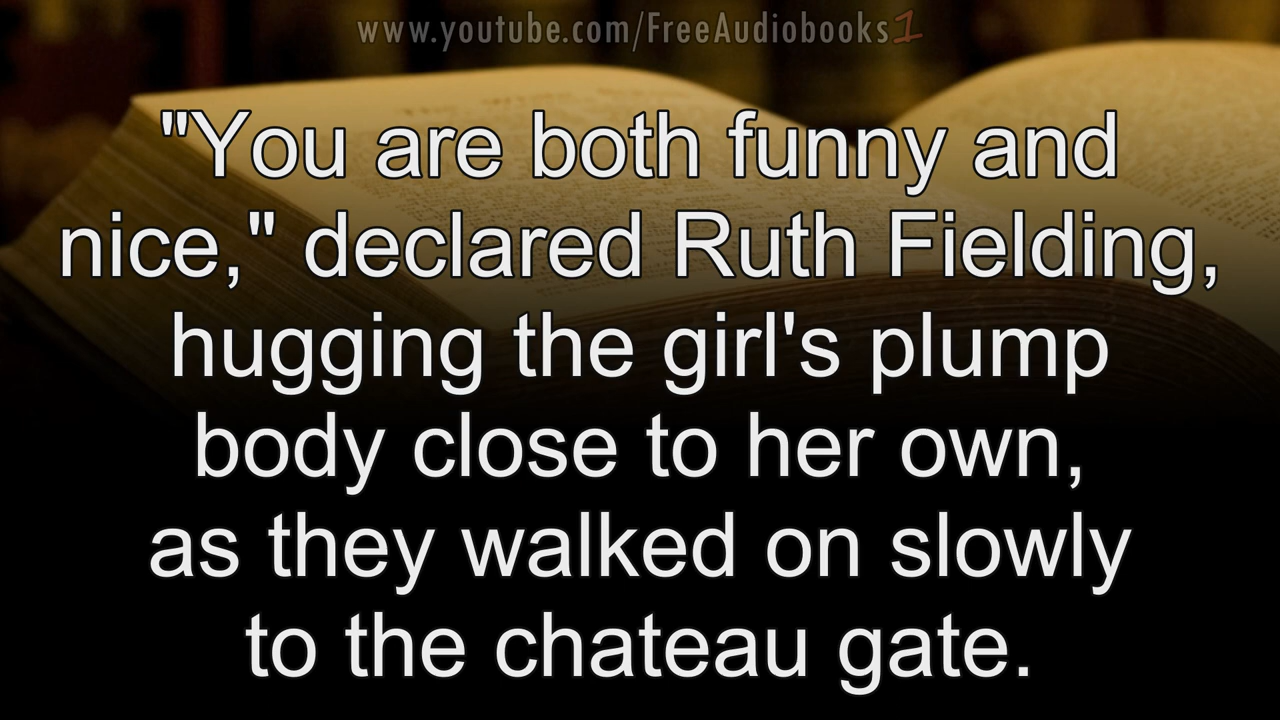 www.youtube.com/FreeAudiobooks1
"You are both funny and
nice," declared Ruth Fielding,
hugging the girl's plump
body close to her own,
as they walked on slowly
to the chateau gate.